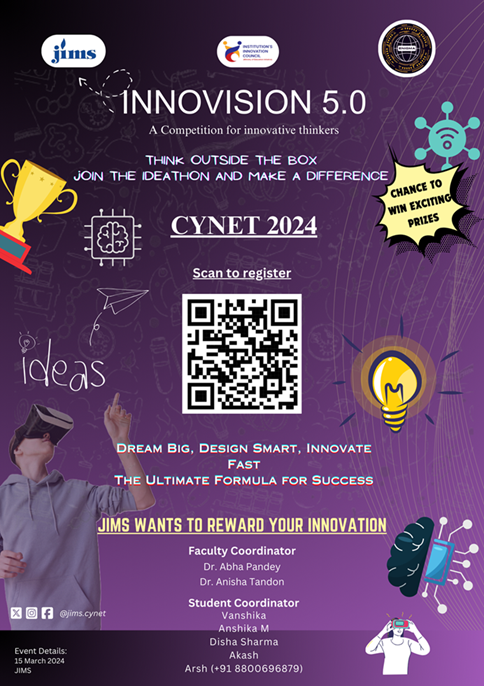 jims
INSTITUTION'S
INNOVATION
COUNCIL
INNOVISION 5.0
A Competition for innovative thinkers
THINK OUTSIDE THE BOX
JOIN THE IDEATHON AND MAKE A DIFFERENCE
CHANCE TO
WIN EXCITING
PRIZES
CYNET 2024
Scan to register
ideas
DREAM BIG, DESIGN SMART, INNOVATE
FAST
THE ULTIMATE FORMULA FOR SUCCESS
JIMS WANTS TO REWARD YOUR INNOVATION
Faculty Coordinator
Dr. Abha Pandey
Dr. Anisha Tandon
Student Coordinator
Vanshika
Anshika M
Disha Sharma
Akash
Arsh (+91 8800696879)
@jims.cynet
Event Details:
15 March 2024
JIMS